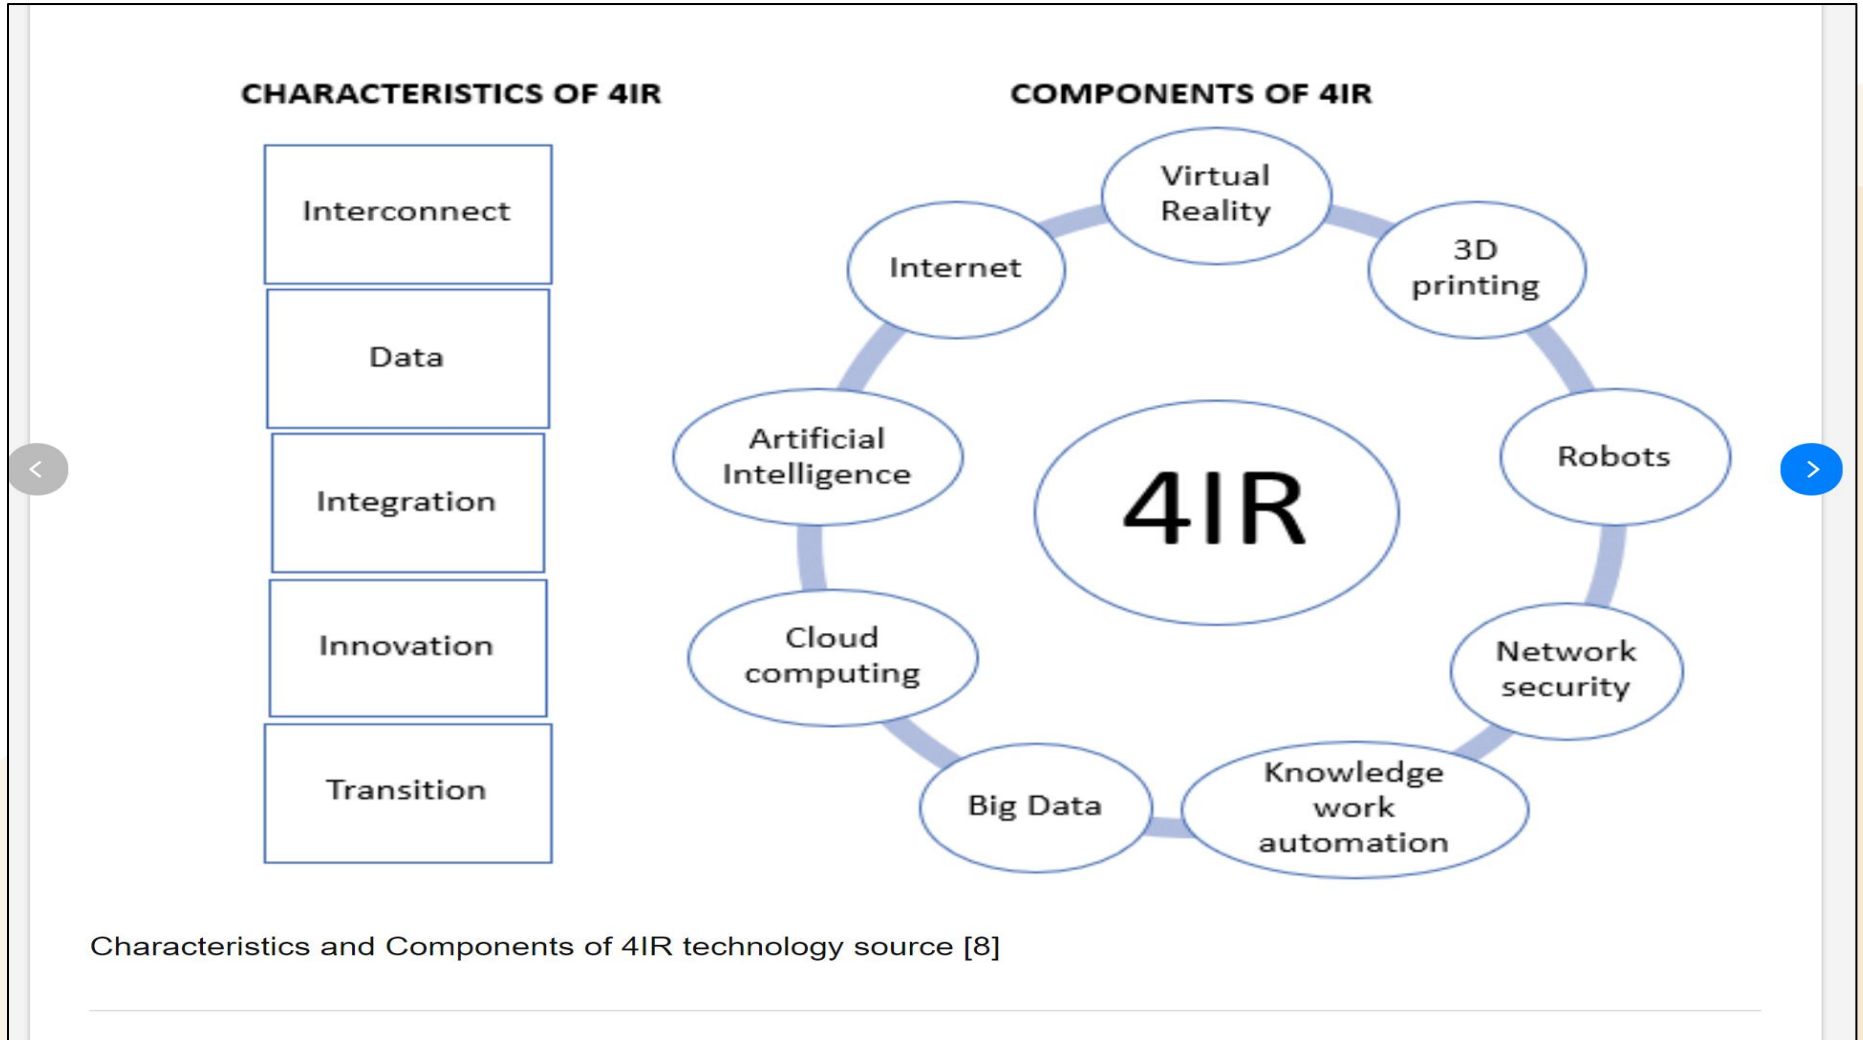 CHARACTERISTICS OF 4IR
Interconnect
Data
Integration
Innovation
Transition
COMPONENTS OF 4IR
Virtual
Reality
3D
printing
Robots
Network
security
Knowledge
work
automation
Big Data
Cloud
computing
Artificial
Intelligence
Internet
4IR
Characteristics and Components of 4IR technology source [8]